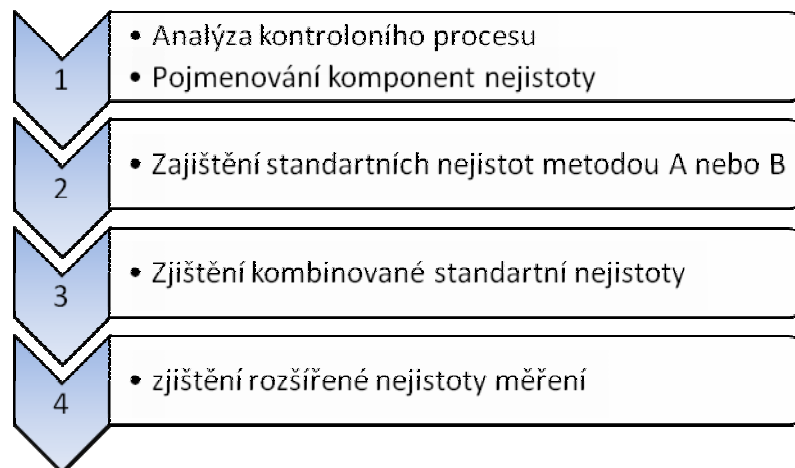 1
• Analýza kontroloního procesu
• Pojmenování komponent nejistoty
2
• Zajištění standartních nejistot metodou A nebo B
3
• Zjištění kombinované standartní nejistoty
4
• zjištění rozšířené nejistoty měření